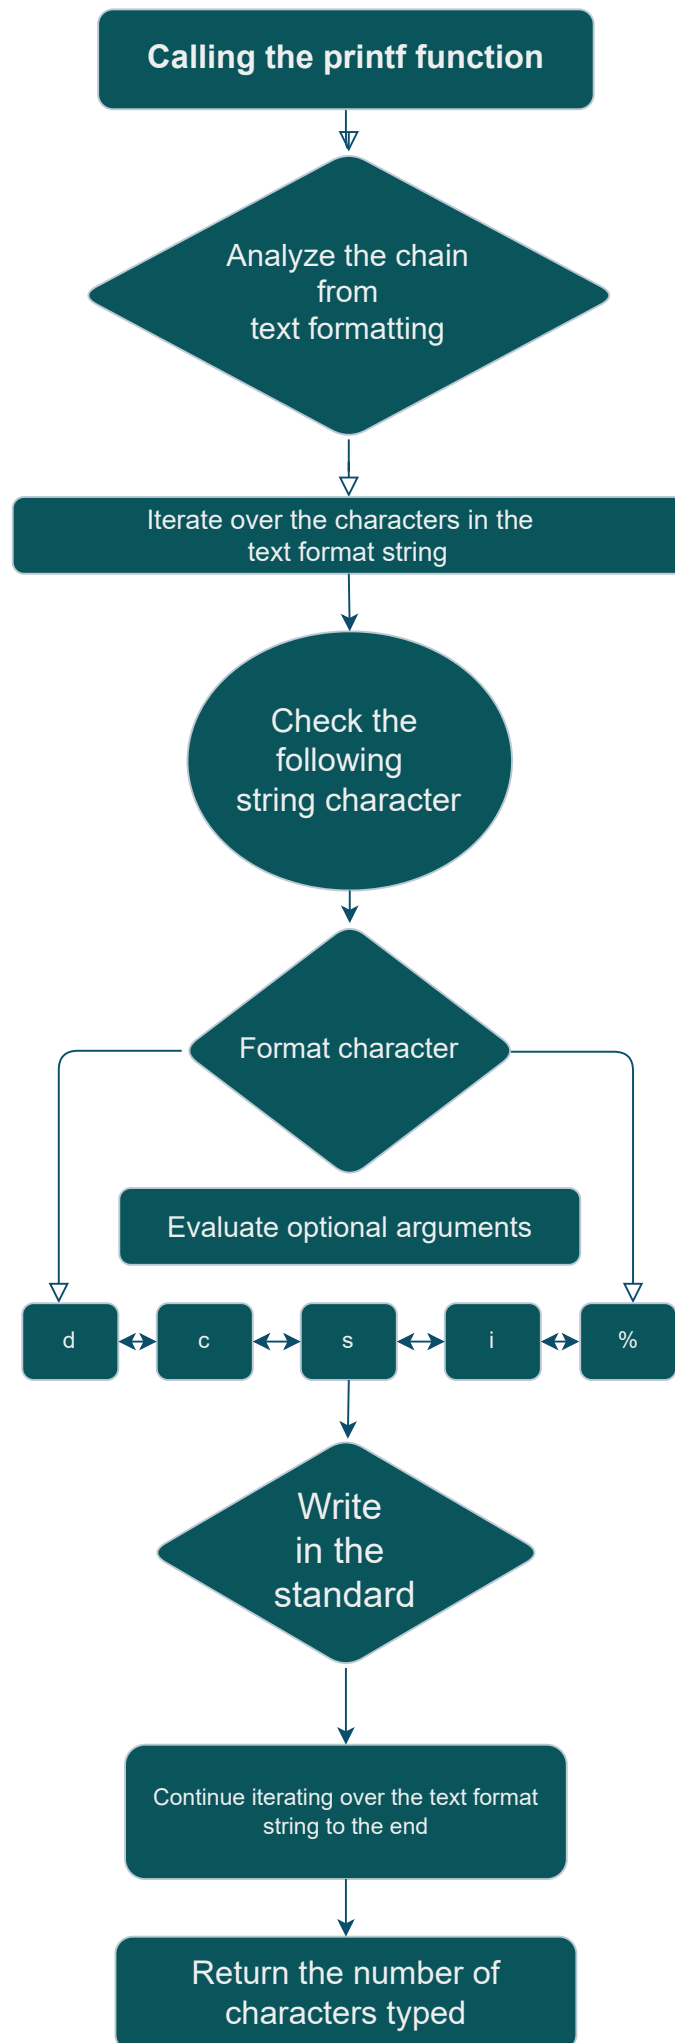 Calling the printf function
Analyze the chain
from
text formatting
Iterate over the characters in the
text format string
Check the
following
string character
Format character
Evaluate optional arguments
d
c
s
i
%
Write
in the
standard
Continue iterating over the text format
string to the end
Return the number of
characters typed